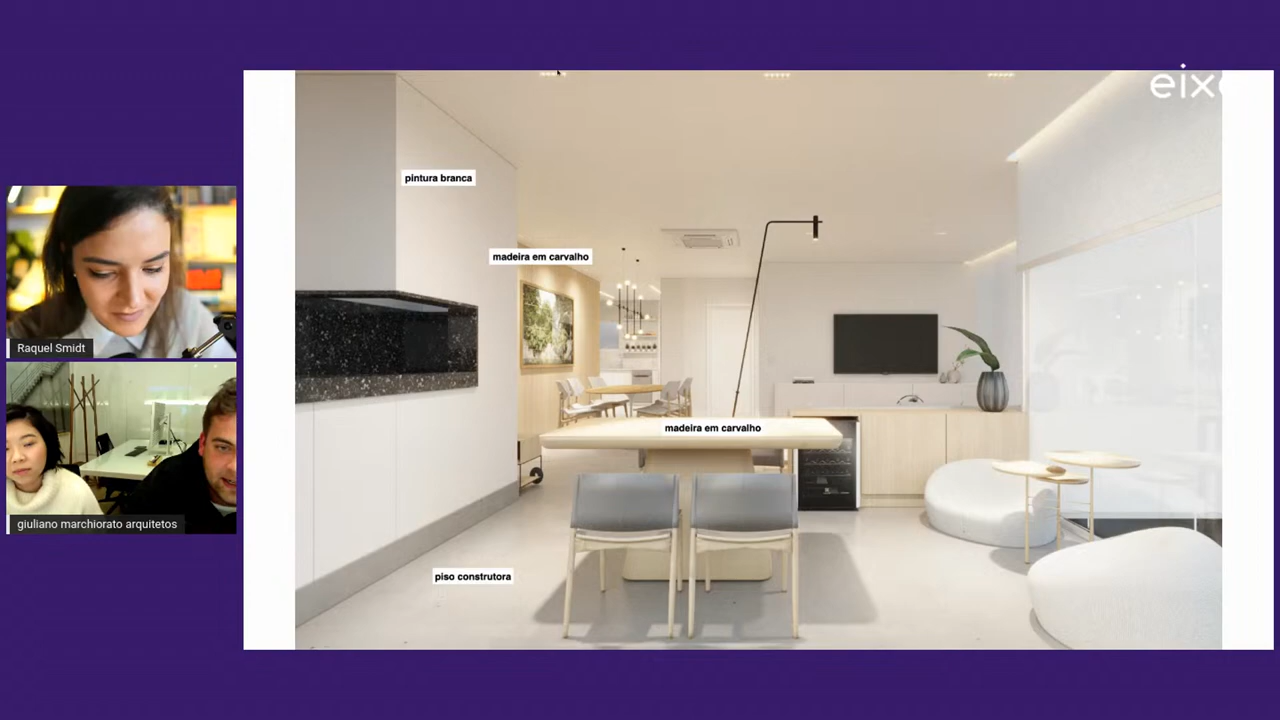 eix
pintura branca
madeira em carvalho
madeira em carvalho
piso construtora
Raquel Smidt
giuliano marchiorato arquitetos